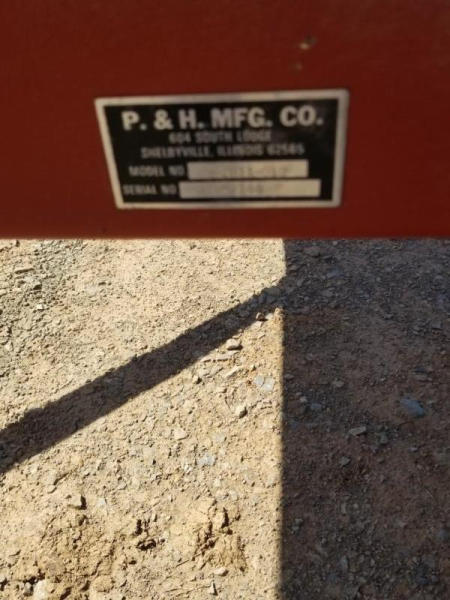 P. & H. MFG. CO.
604 SOUTH LODGE
SHELBYVILLE, ILLINOIS 62565
MODEL NO
SERIAL NO